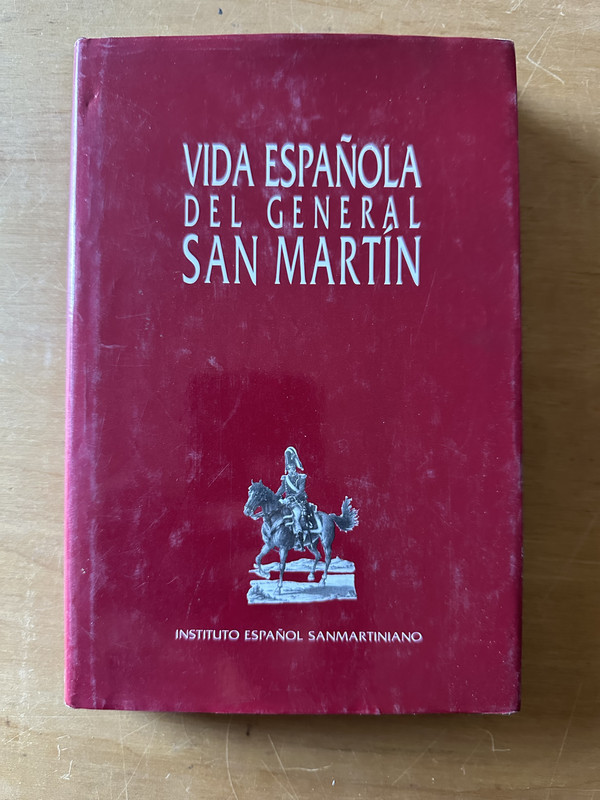 VIDA ESPAÑOLA
DEL GENERAL
SAN MARTÍN
INSTITUTO ESPAÑOL SANMARTINIANO